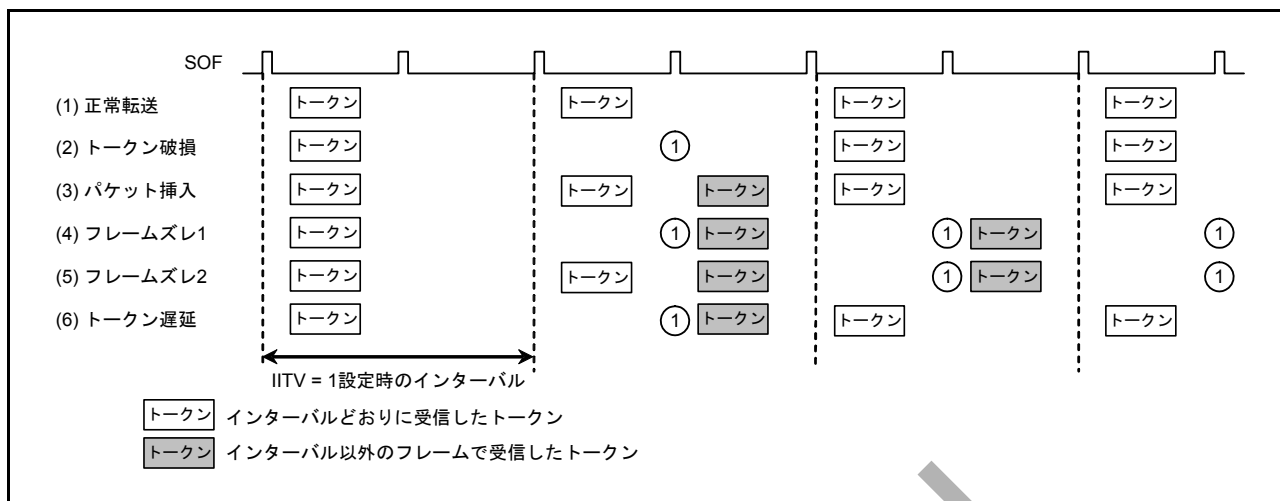 SOF
(1) 正常転送 トークン トークン トークン トークン
(2) トークン破損 トークン 1 トークン トークン
(3) パケット挿入 トークン トークン トークン トークン トークン
(4) フレームズレ1 トークン 1 トークン 1 トークン 1
(5) フレームズレ2 トークン トークン トークン 1 トークン 1
(6) トークン遅延 トークン 1 トークン トークン トークン
IITV = 1設定時のインターバル
トークン インターバルどおりに受信したトークン
トークン インターバル以外のフレームで受信したトークン